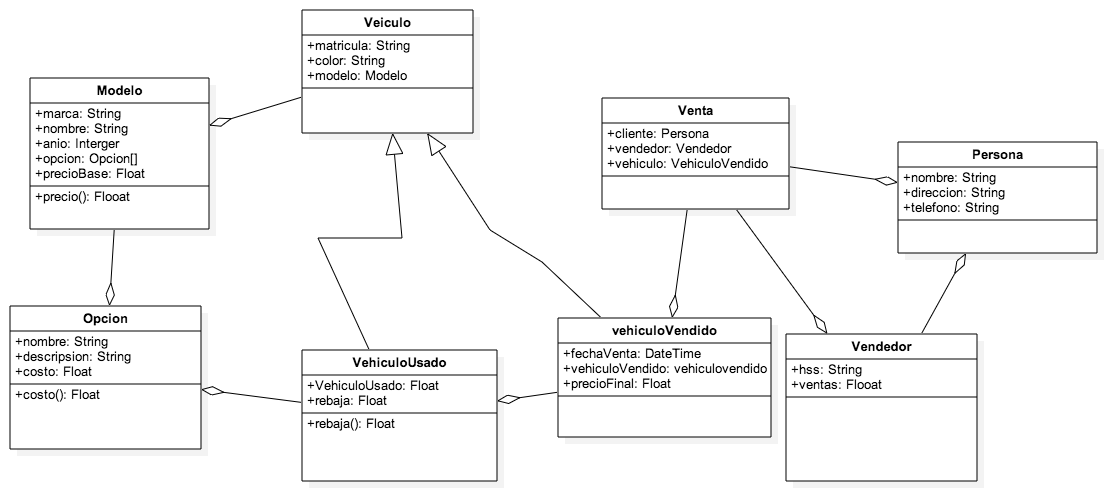 Veiculo
+matricula: String
+color: String
+modelo: Modelo
Modelo
+marca: String
+nombre: String
+anio: Interger
+opcion: Opcion[]
+precioBase: Float
+precio(): Flooat
Venta
+cliente: Persona
+vendedor: Vendedor
+vehiculo: VehiculoVendido
Persona
+nombre: String
+direccion: String
+telefono: String
Opcion
+nombre: String
+descripsion: String
+costo: Float
+costo(): Float
VehiculoUsado
+VehiculoUsado: Float
+rebaja: Float
+rebaja(): Float
vehiculoVendido
+fechaVenta: DateTime
+vehiculoVendido: vehiculovendido
+precioFinal: Float
Vendedor
+hss: String
+ventas: Flooat